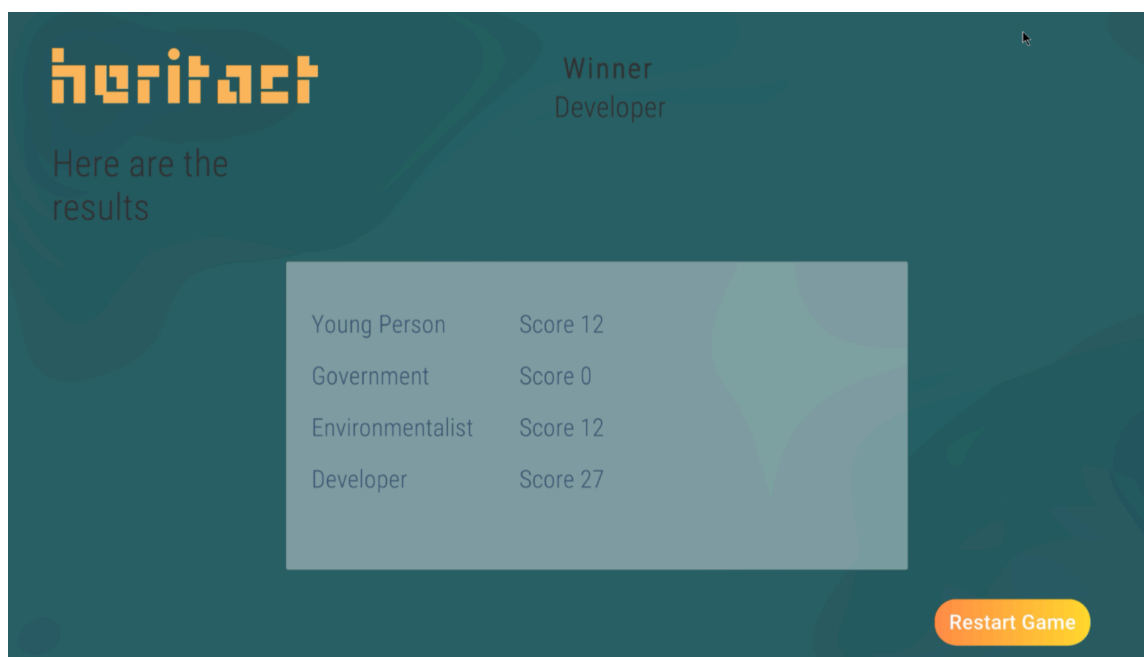 heritact
Winner
Developer
Here are the
results
Young Person Score 12
Government Score 0
Environmentalist Score 12
Developer Score 27
Restart Game